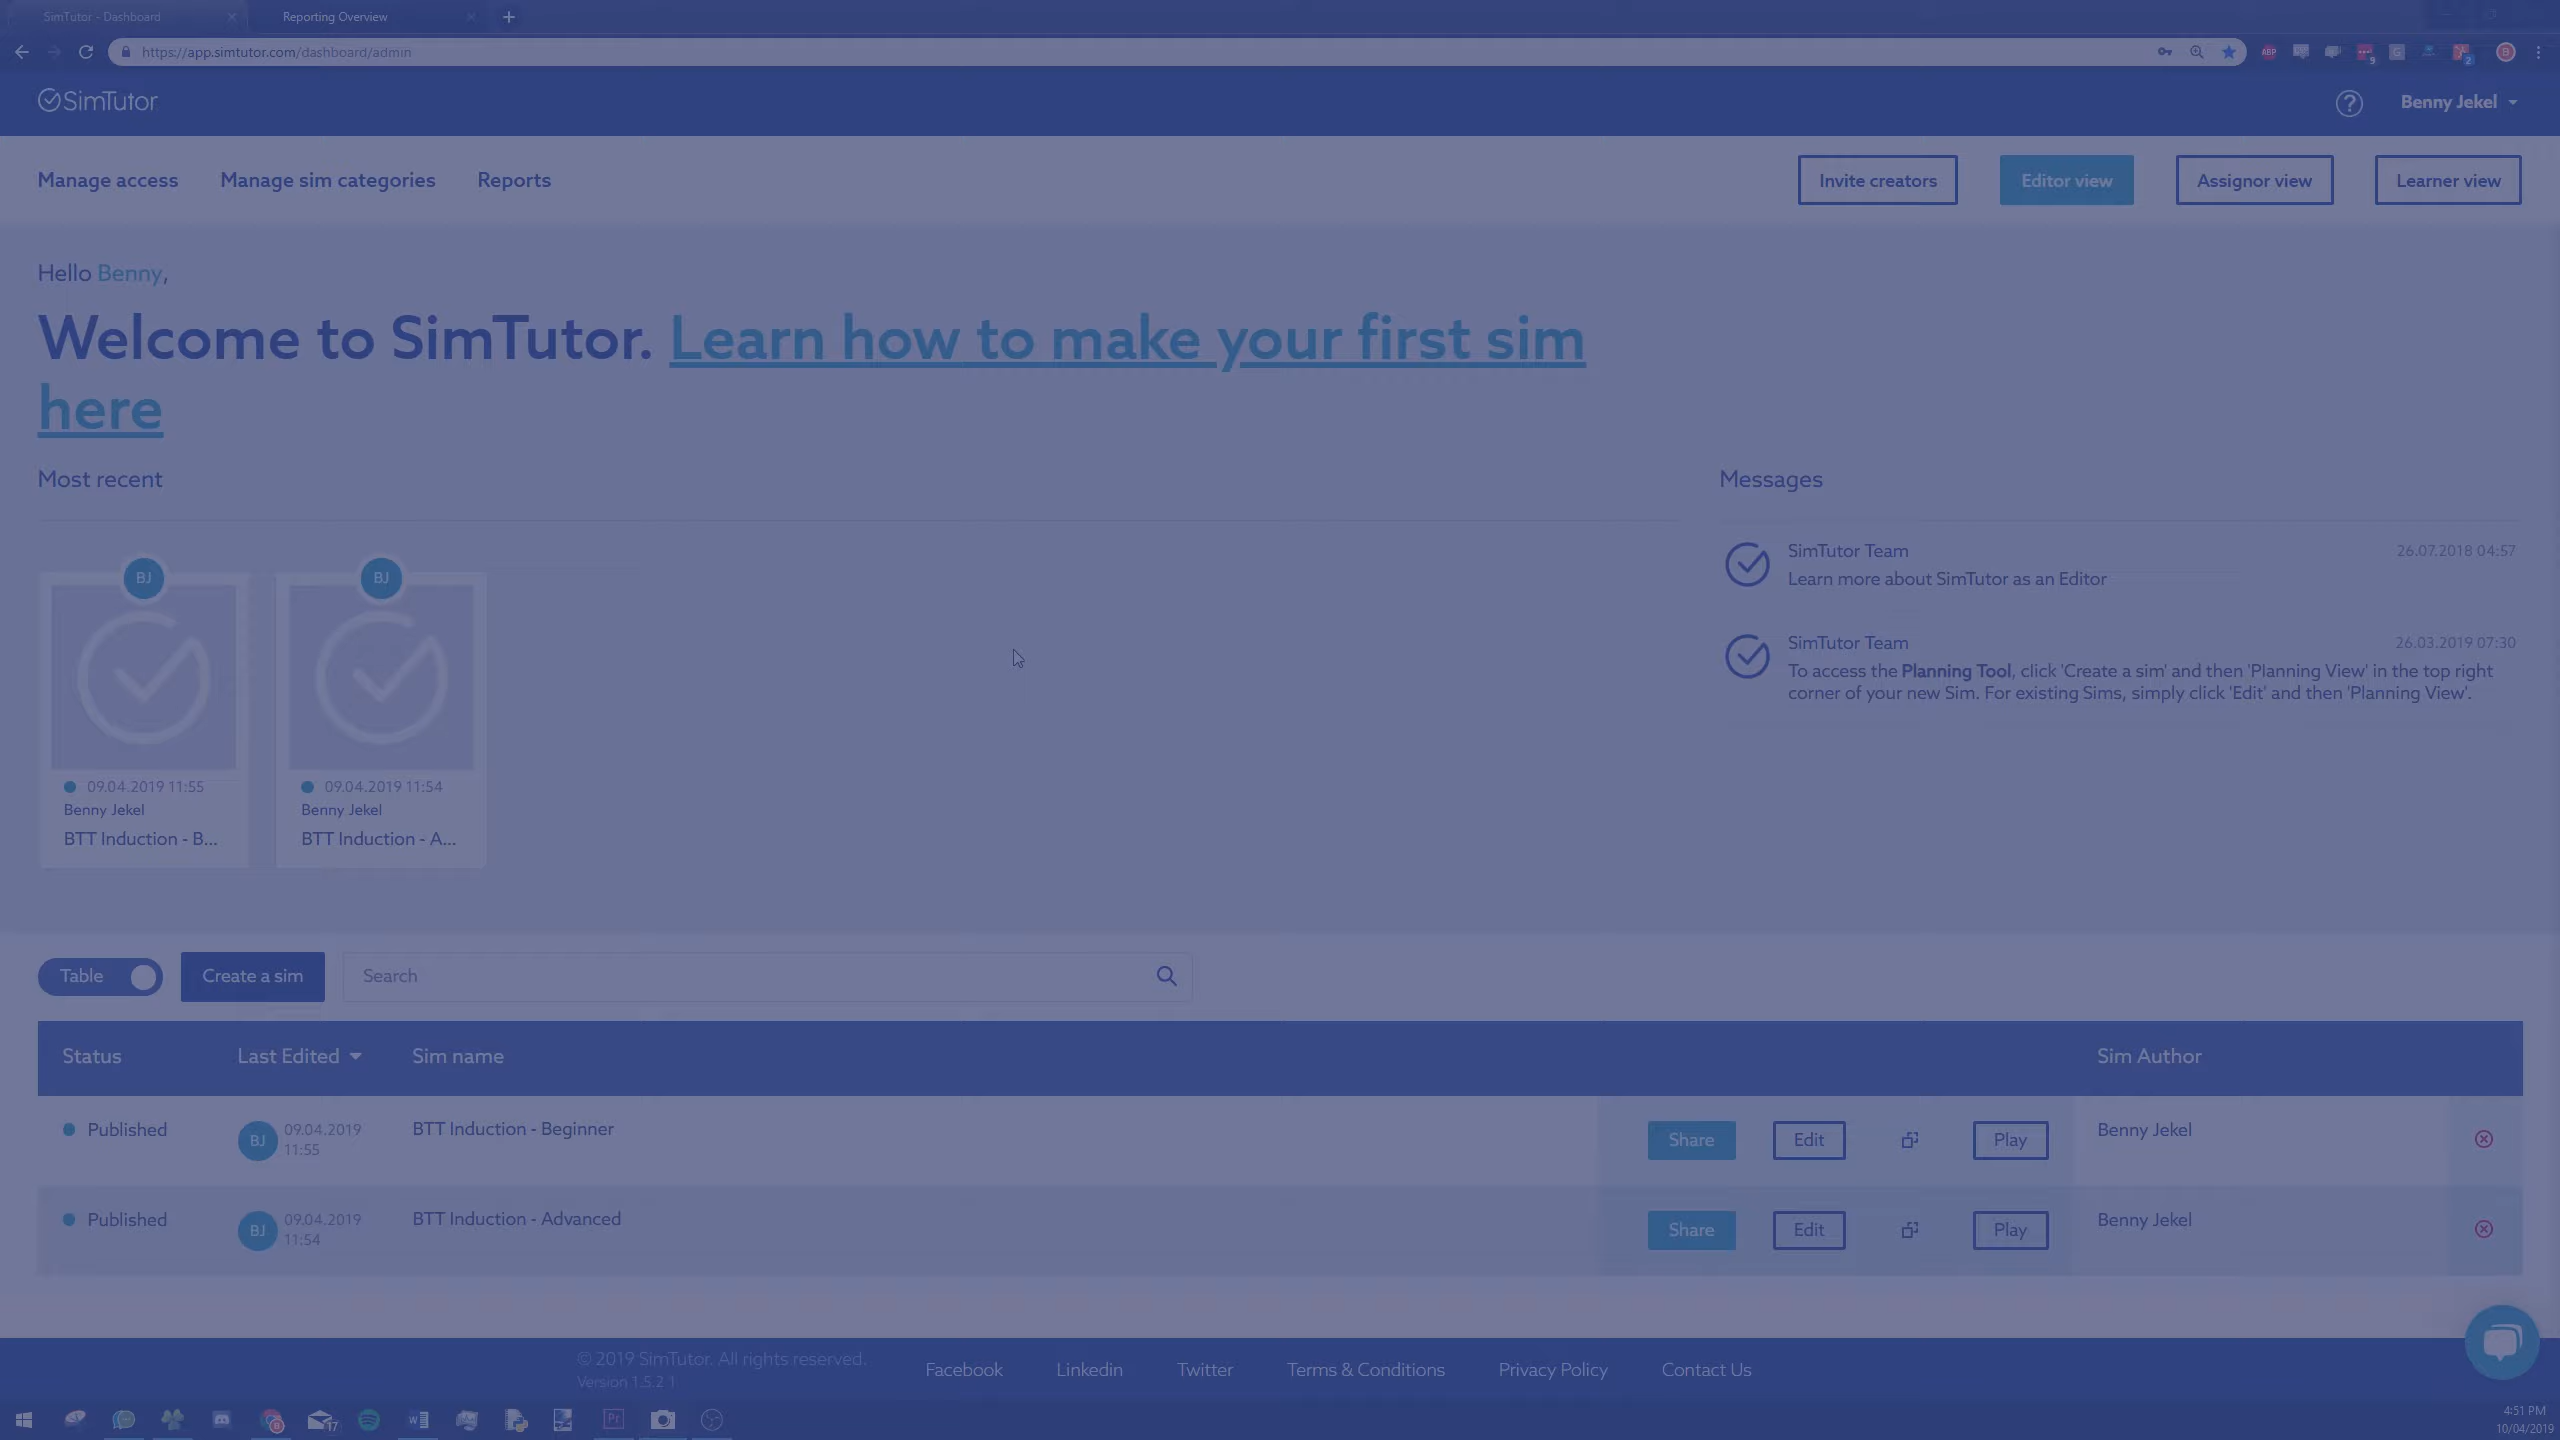 SimTutor - Dashboard
Reporting Overview
https://app.simtutor.com/dashboard/admin
ABP
9
G
2
B
SimTutor
Benny Jekel
Manage access
Manage sim categories
Reports
Invite creators
Editor view
Assignor view
Learner view
Hello Benny,
Welcome to SimTutor. Learn how to make your first sim
here
Most recent
Messages
BJ
09.04.2019 11:55
Benny Jekel
BTT Induction - B...
BJ
09.04.2019 11:54
Benny Jekel
BTT Induction - A...
SimTutor Team
26.07.2018 04:57
Learn more about SimTutor as an Editor
SimTutor Team
26.03.2019 07:30
To access the Planning Tool, click 'Create a sim' and then 'Planning View' in the top right
corner of your new Sim. For existing Sims, simply click 'Edit' and then 'Planning View'.
Table
Create a sim
Search
Status
Last Edited
Sim name
Sim Author
Published
BJ
09.04.2019
11:55
BTT Induction - Beginner
Share
Edit
Play
Benny Jekel
Published
BJ
09.04.2019
11:54
BTT Induction - Advanced
Share
Edit
Play
Benny Jekel
© 2019 SimTutor. All rights reserved.
Version 1.5.2 1
Facebook
Linkedin
Twitter
Terms & Conditions
Privacy Policy
Contact Us
17
Pr
4:51 PM
10/04/2019